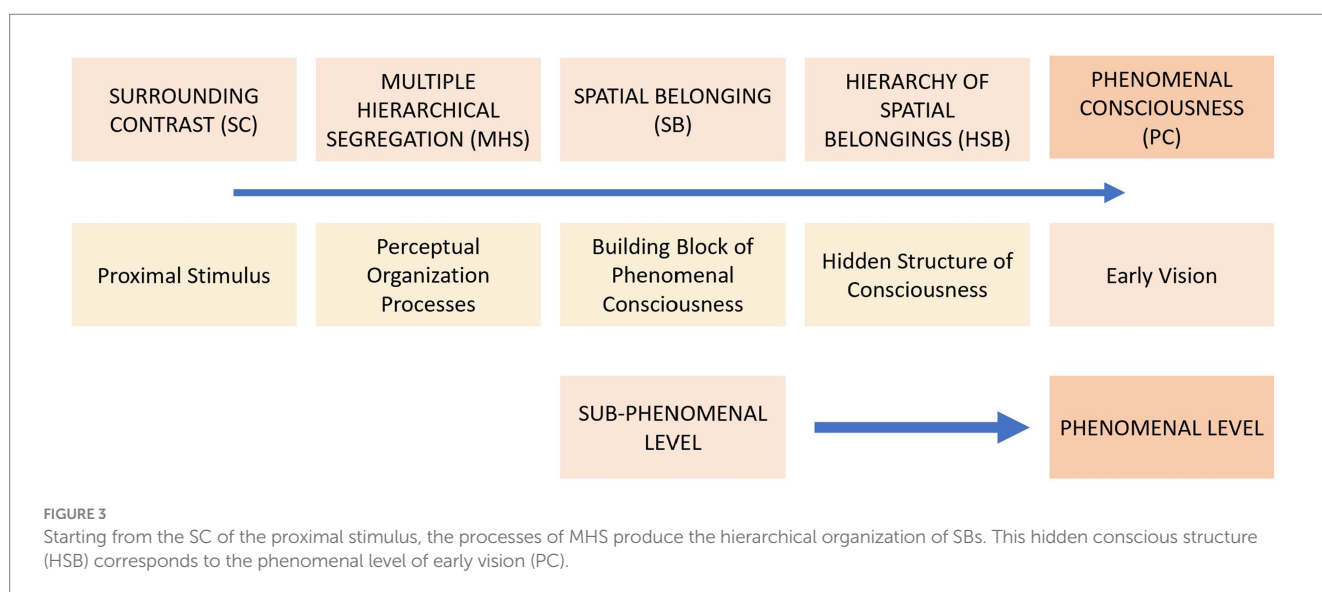 SURROUNDING
CONTRAST (SC)
MULTIPLE
HIERARCHICAL
SEGREGATION (MHS)
SPATIAL BELONGING
(SB)
HIERARCHY OF
SPATIAL
BELONGINGS (HSB)
PHENOMENAL
CONSCIOUSNESS
(PC)
Proximal Stimulus
Perceptual
Organization
Processes
Building Block of
Phenomenal
Consciousness
Hidden Structure of
Consciousness
Early Vision
SUB-PHENOMENAL
LEVEL
PHENOMENAL LEVEL
FIGURE 3
Starting from the SC of the proximal stimulus, the processes of MHS produce the hierarchical organization of SBs. This hidden conscious structure
(HSB) corresponds to the phenomenal level of early vision (PC).